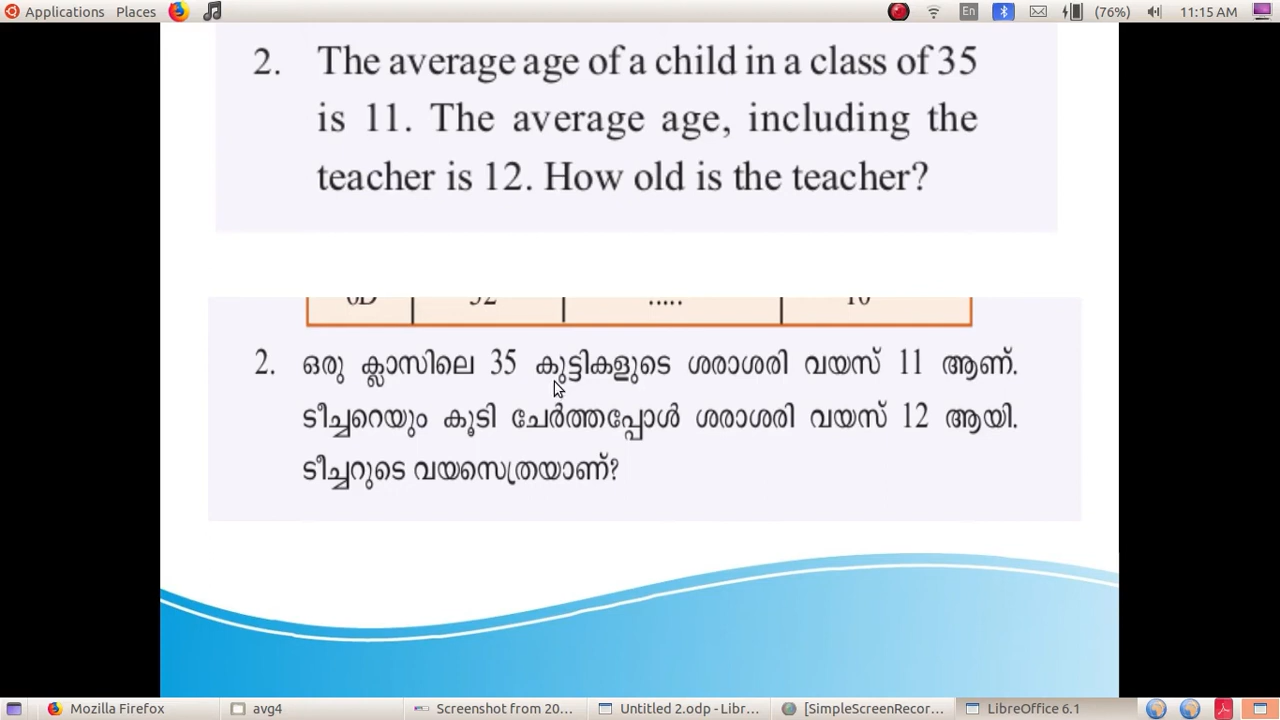 Applications Places En (76%) 11:15 AM
2. The average age of a child in a class of 35
is 11. The average age, including the
teacher is 12. How old is the teacher?
2. ഒരു ക്ലാസിലെ 35 കുട്ടികളുടെ ശരാശരി വയസ് 11 ആണ്.
ടീച്ചറെയും കൂടി ചേർത്തപ്പോൾ ശരാശരി വയസ് 12 ആയി.
ടീച്ചറുടെ വയസെത്രയാണ്?
Mozilla Firefox avg4 Screenshot from 20... Untitled 2.odp - Libr... [SimpleScreenRecor... LibreOffice 6.1